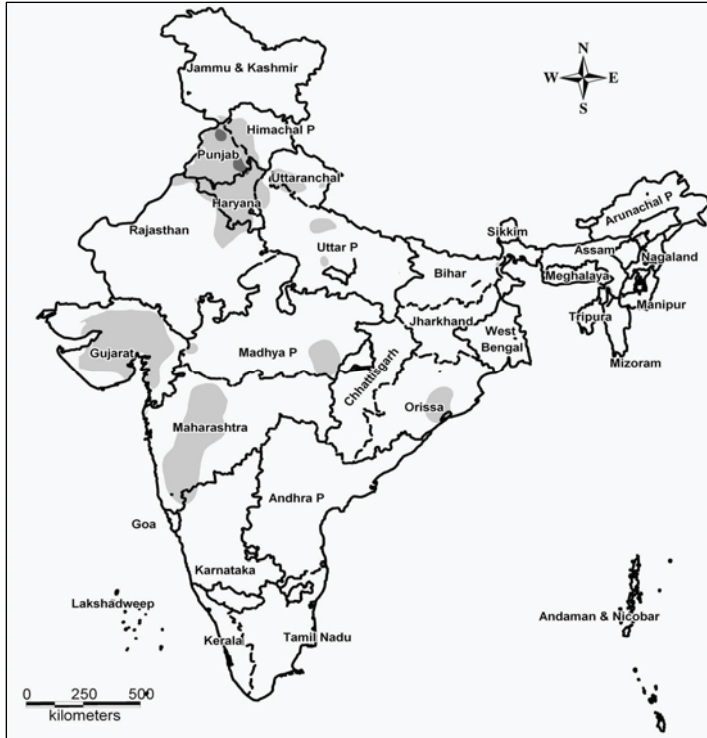 N
W E
S
Jammu & Kashmir
Himachal P
Punjab
Uttaranchal
Haryana
Rajasthan
Uttar P
Sikkim
Arunachal P
Assam
Nagaland
Bihar
Meghalaya
Manipur
Tripura
Jharkhand
West
Bengal
Mizoram
Gujarat
Madhya P
Chhattisgarh
Orissa
Maharashtra
Andhra P
Goa
Karnataka
Lakshadweep
Andaman & Nicobar
Kerala
Tamil Nadu
0 250 500
kilometers